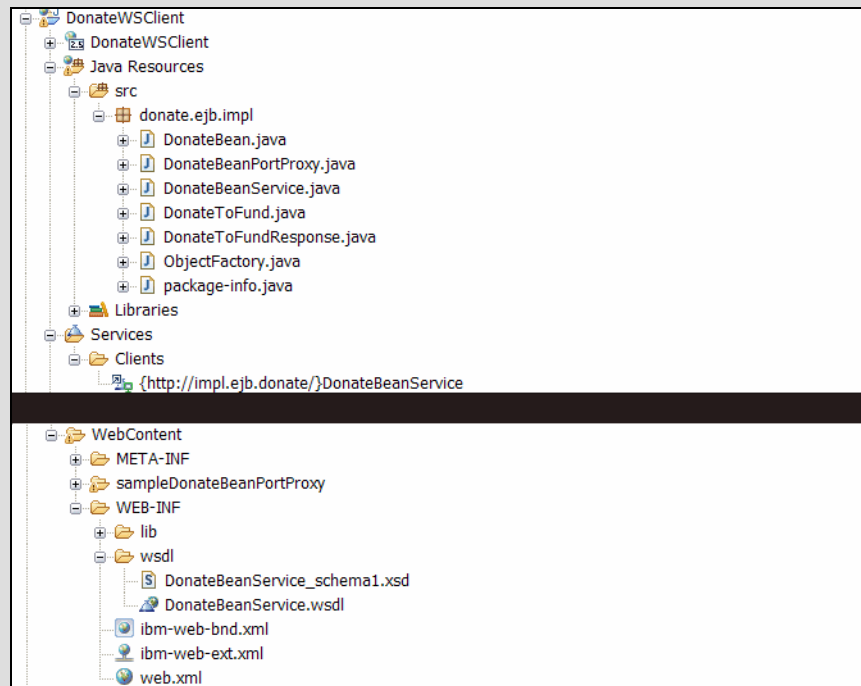 DonateWSClient
2.5 DonateWSClient
Java Resources
src
donate.ejb.impl
J DonateBean.java
J DonateBeanPortProxy.java
J DonateBeanService.java
J DonateToFund.java
J DonateToFundResponse.java
J ObjectFactory.java
J package-info.java
Libraries
Services
Clients
{http://impl.ejb.donate/}DonateBeanService
WebContent
META-INF
sampleDonateBeanPortProxy
WEB-INF
lib
wsdl
S DonateBeanService_schema1.xsd
DonateBeanService.wsdl
ibm-web-bnd.xml
ibm-web-ext.xml
web.xml